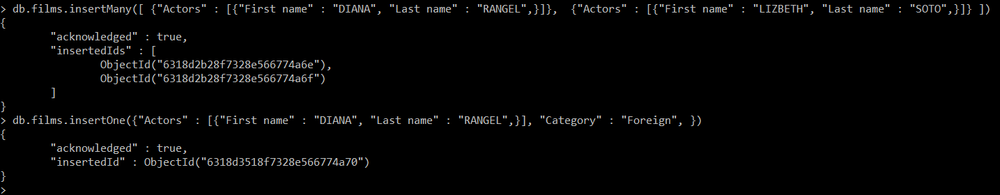 > db.films.insertMany([ {"Actors" : [{"First name" : "DIANA", "Last name" : "RANGEL",}]},  {"Actors" : [{"First name" : "LIZBETH", "Last name" : "SOTO",}]} ])
{
        "acknowledged" : true,
        "insertedIds" : [
                ObjectId("6318d2b28f7328e566774a6e"),
                ObjectId("6318d2b28f7328e566774a6f")
        ]
}
> db.films.insertOne({"Actors" : [{"First name" : "DIANA", "Last name" : "RANGEL",}], "Category" : "Foreign", })
{
        "acknowledged" : true,
        "insertedId" : ObjectId("6318d3518f7328e566774a70")
}
>